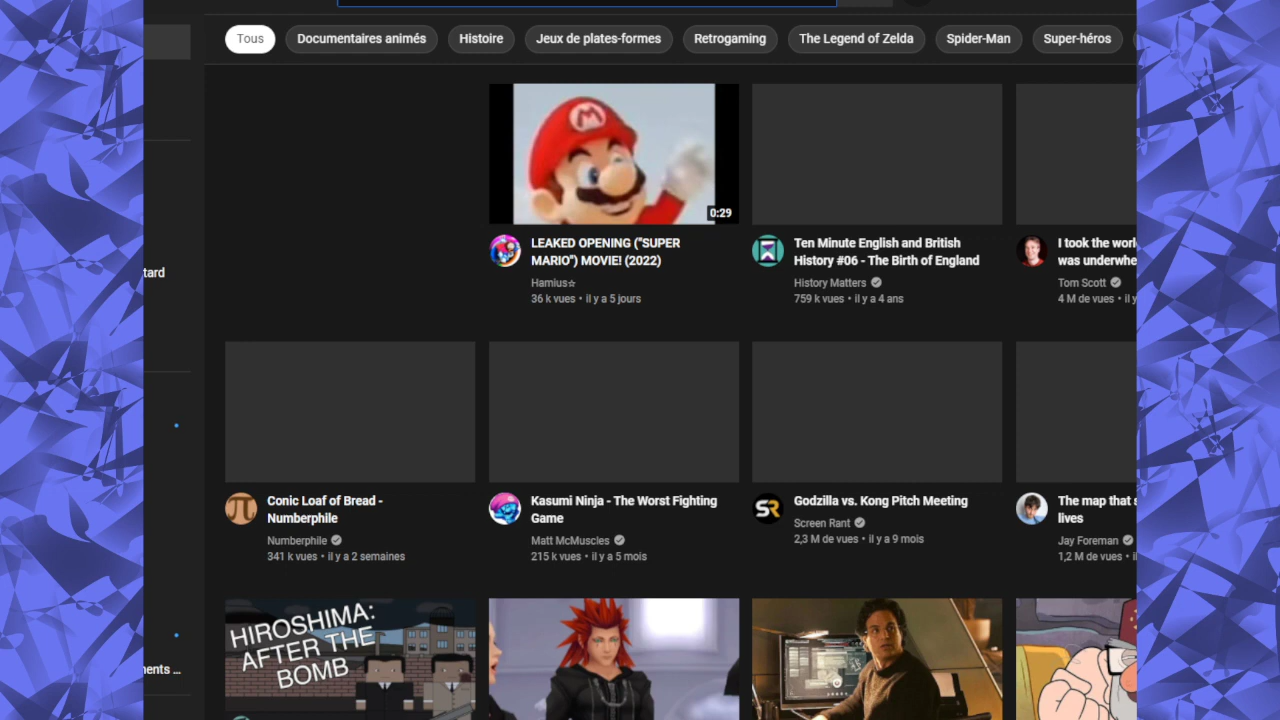 Tous
Documentaires animés
Histoire
Jeux de plates-formes
Retrogaming
The Legend of Zelda
Spider-Man
Super-héros
M
0:29
LEAKED OPENING ("SUPER
MARIO") MOVIE! (2022)
Hamius☆
36 k vues • il y a 5 jours
Ten Minute English and British
History #06 - The Birth of England
History Matters
759 k vues • il y a 4 ans
I took the worl
was underwhe
Tom Scott
4 M de vues • il y
tard
Conic Loaf of Bread -
Numberphile
Numberphile
341 k vues • il y a 2 semaines
Kasumi Ninja - The Worst Fighting
Game
Matt McMuscles
215 k vues • il y a 5 mois
SR
Godzilla vs. Kong Pitch Meeting
Screen Rant
2,3 M de vues • il y a 9 mois
The map that s
lives
Jay Foreman
1,2 M de vues • il
HIROSHIMA:
AFTER THE
BOMB
ents ...